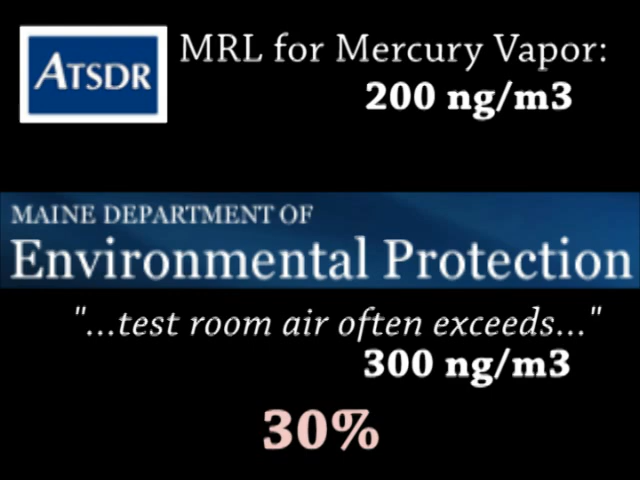 ATSDR
MRL for Mercury Vapor:
200 ng/m3
MAINE DEPARTMENT OF
Environmental Protection
"...test room air often exceeds..."
300 ng/m3
30%